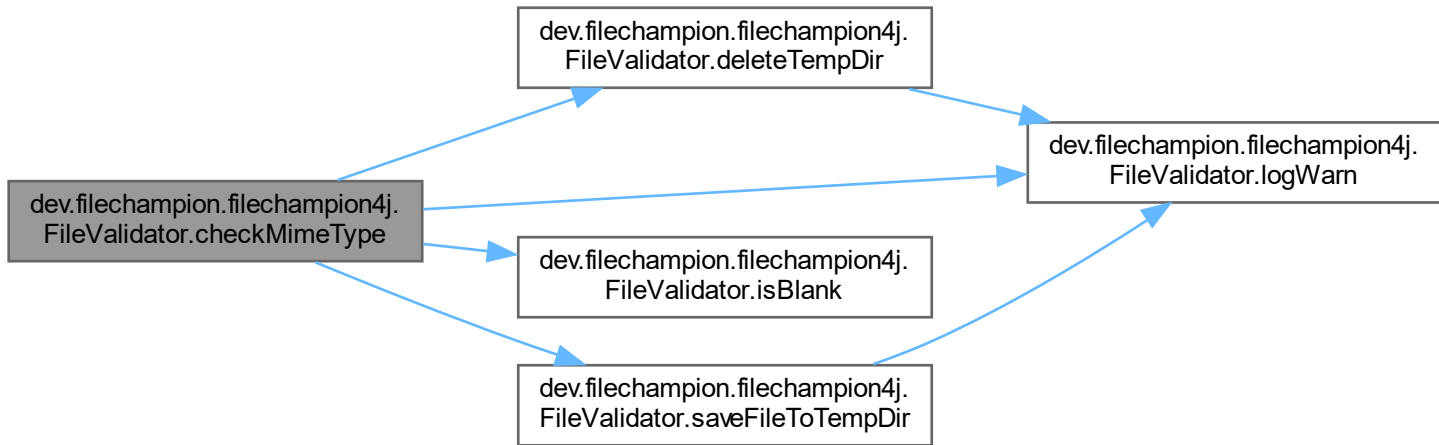 dev.filechampion.filechampion4j.
FileValidator.deleteTempDir
dev.filechampion.filechampion4j.
FileValidator.logWarn
dev.filechampion.filechampion4j.
FileValidator.checkMimeType
dev.filechampion.filechampion4j.
FileValidator.isBlank
dev.filechampion.filechampion4j.
FileValidator.saveFileToTempDir